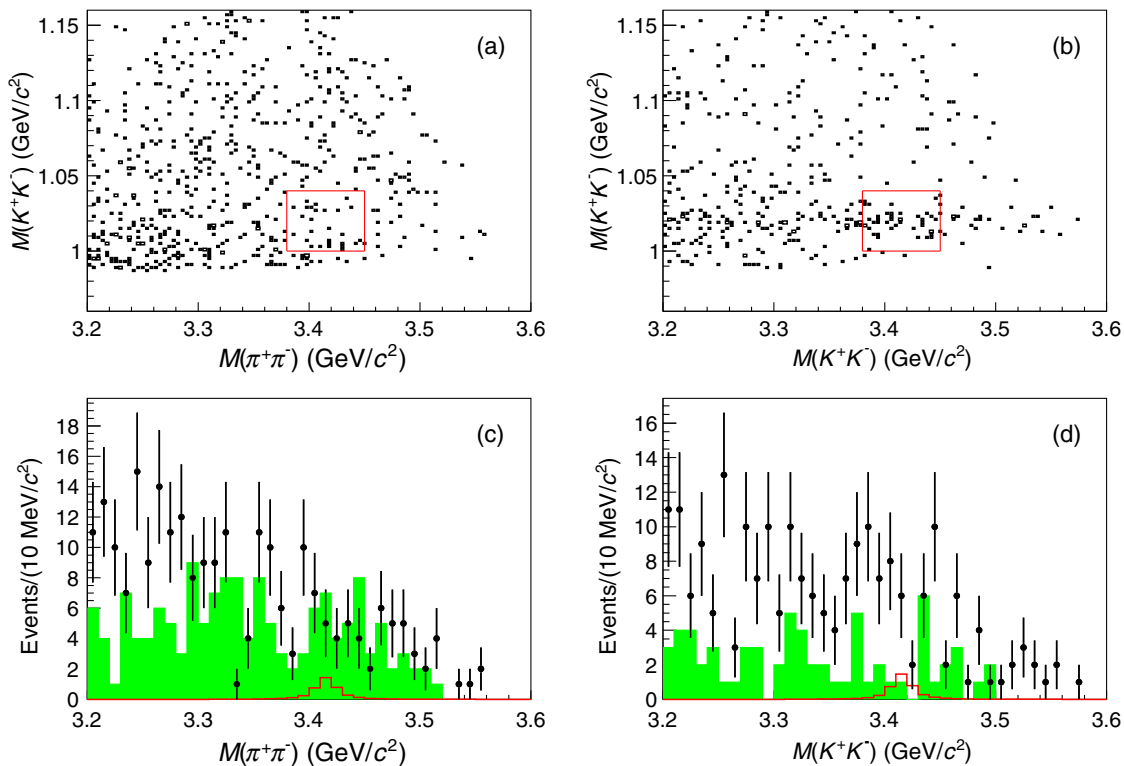 (a)
1.15
1.1
1.05
1
M(K⁺K⁻) (GeV/c²)
3.2 3.3 3.4 3.5 3.6
M(π⁺π⁻) (GeV/c²)
(b)
1.15
1.1
1.05
1
M(K⁺K⁻) (GeV/c²)
3.2 3.3 3.4 3.5 3.6
M(K⁺K⁻) (GeV/c²)
(c)
18
16
14
12
10
8
6
4
2
0
Events/(10 MeV/c²)
3.2 3.3 3.4 3.5 3.6
M(π⁺π⁻) (GeV/c²)
(d)
16
14
12
10
8
6
4
2
0
Events/(10 MeV/c²)
3.2 3.3 3.4 3.5 3.6
M(K⁺K⁻) (GeV/c²)